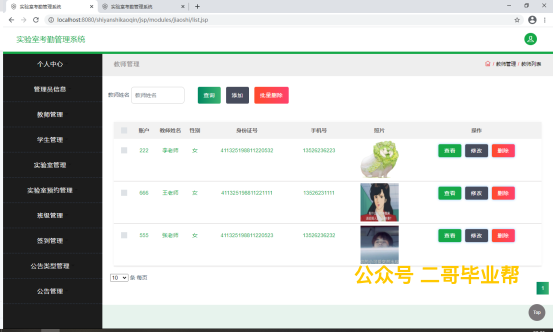 实验室考勤管理系统 实验室考勤管理系统
localhost:8080/shiyanshikaoqin/jsp/modules/jiaoshi/list.jsp
实验室考勤管理系统
个人中心
管理员信息
教师管理
学生管理
实验室管理
实验室预约管理
班级管理
签到管理
公告类型管理
公告管理
教师管理
/ 教师管理 / 教师列表
教师姓名 教师姓名 查询 添加 批量删除
账户 教师姓名 性别 身份证号 手机号 照片 操作
222 李老师 女 411325198811220532 13526236223 查看 修改 删除
666 王老师 女 411325198811321111 13526231111 查看 修改 删除
555 张老师 女 411325198811220523 13526236232 查看 修改 删除
10 条 每页
公众号 二哥毕业帮
1
Top